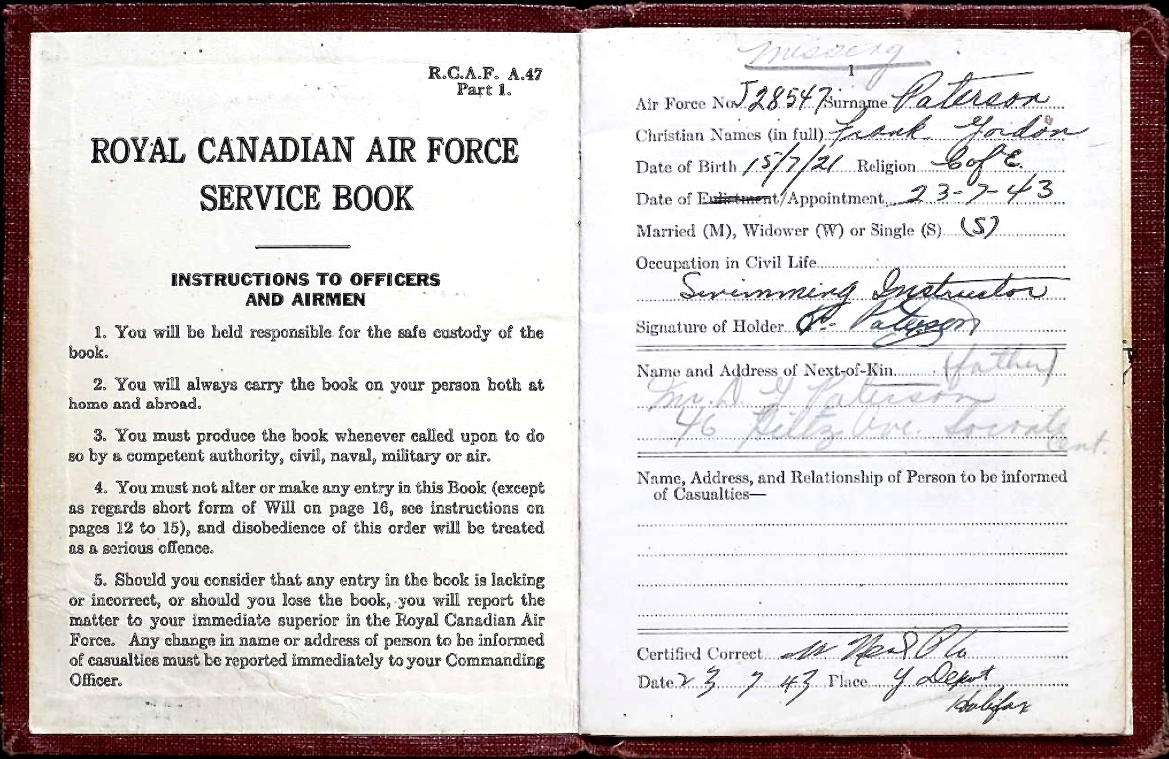 R.C.A.F. A.47
Part 1.
ROYAL CANADIAN AIR FORCE
SERVICE BOOK
INSTRUCTIONS TO OFFICERS
AND AIRMEN
1. You will be held responsible for the safe custody of the
book.
2. You will always carry the book on your person both at
home and abroad.
3. You must produce the book whenever called upon to do
so by a competent authority, civil, naval, military or air.
4. You must not alter or make any entry in this Book (except
as regards short form of Will on page 16, see instructions on
pages 12 to 15), and disobedience of this order will be treated
as a serious offence.
5. Should you consider that any entry in the book is lacking
or incorrect, or should you lose the book, you will report the
matter to your immediate superior in the Royal Canadian Air
Force. Any change in name or address of person to be informed
of casualties must be reported immediately to your Commanding
Officer.
Missing
1
Air Force No. J28547 Surname Paterson
Christian Names (in full) Frank Gordon
Date of Birth 15/7/21 Religion C of E.
Date of Enlistment/Appointment 23-7-43
Married (M), Widower (W) or Single (S) (S)
Occupation in Civil Life
Swimming Instructor
Signature of Holder Paterson
Name and Address of Next-of-Kin (father)
Mr. D. G. Paterson
46 Ave. Ont.
Name, Address, and Relationship of Person to be informed
of Casualties—
Certified Correct
Date 23 7 43 Place Y Depot
Halifax